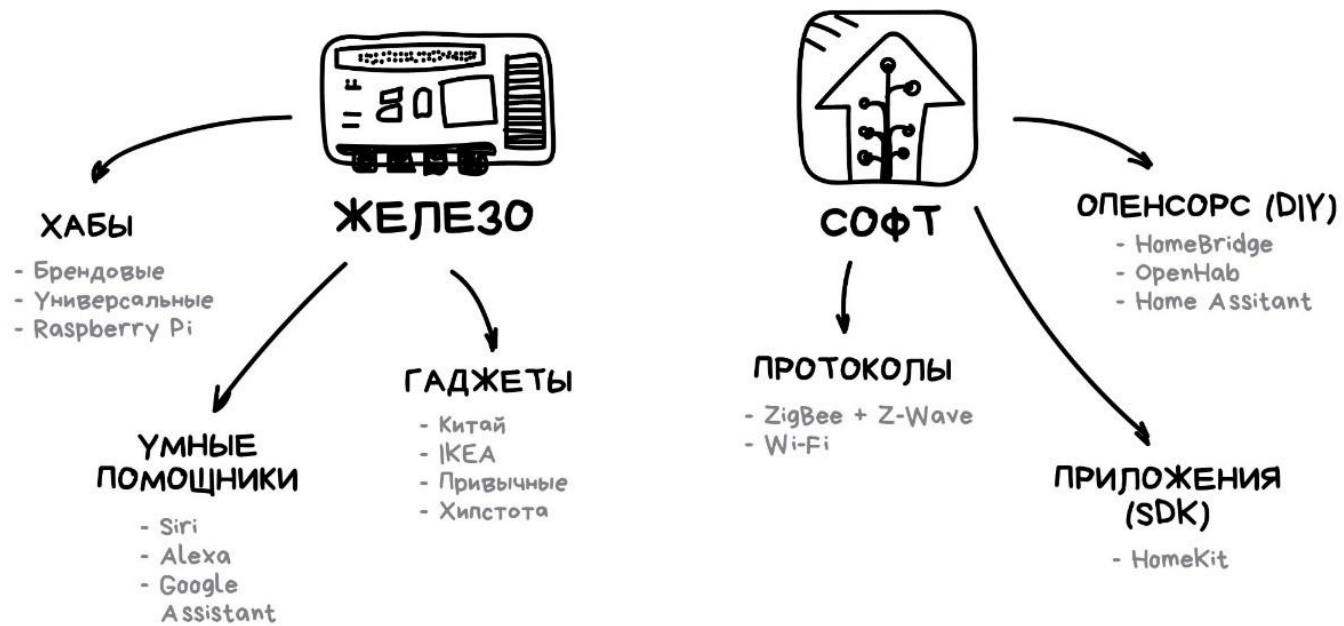 ЖЕЛЕЗО
ХАБЫ
- Брендовые
- Универсальные
- Raspberry Pi
УМНЫЕ
ПОМОЩНИКИ
- Siri
- Alexa
- Google
Assistant
ГАДЖЕТЫ
- Китай
- IKEA
- Привычные
- Хипстота
СОФТ
ПРОТОКОЛЫ
- ZigBee + Z-Wave
- Wi-Fi
ОПЕНСОРС (DIY)
- HomeBridge
- OpenHab
- Home Assitant
ПРИЛОЖЕНИЯ
(SDK)
- HomeKit